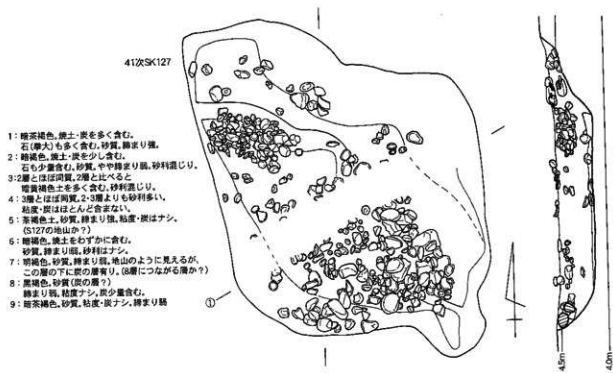 41次SK127
1：暗茶褐色。焼土・炭を多く含む。
石(拳大)も多く含む。砂質。締まり強。
2：暗褐色。焼土・炭を少し含む。
石も少量含む。砂質。やや締まり弱。砂利混じり。
3：2層とほぼ同質。2層と比べると
暗黄褐色土を多く含む。砂利混じり。
4：3層とほぼ同質。2・3層よりも砂利多い。
粘度・炭はほとんど含まない。
5：茶褐色土。砂質。締まり強。粘度・炭はナシ。
(S127の地山か？)
6：暗褐色。焼土をわずかに含む。
砂質。締まり弱。砂利はナシ。
7：明褐色。砂質。締まり弱。地山のように見えるが、
この層の下に炭の層有り。(8層につながる層か？)
8：黒褐色。砂質(炭の層？)
締まり弱。粘度ナシ。炭少量含む。
9：暗茶褐色。砂質。粘度・炭ナシ。締まり弱
①
4.5m
4.0m